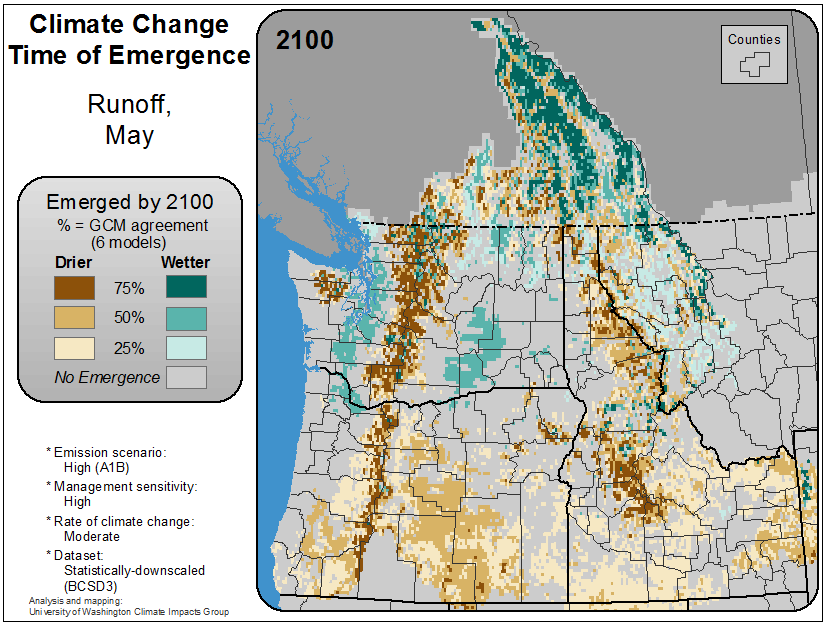 Climate Change
Time of Emergence
Runoff,
May
Emerged by 2100
% = GCM agreement
(6 models)
Drier Wetter
75%
50%
25%
No Emergence
* Emission scenario:
High (A1B)
* Management sensitivity:
High
* Rate of climate change:
Moderate
* Dataset:
Statistically-downscaled
(BCSD3)
Analysis and mapping:
University of Washington Climate Impacts Group
2100
Counties